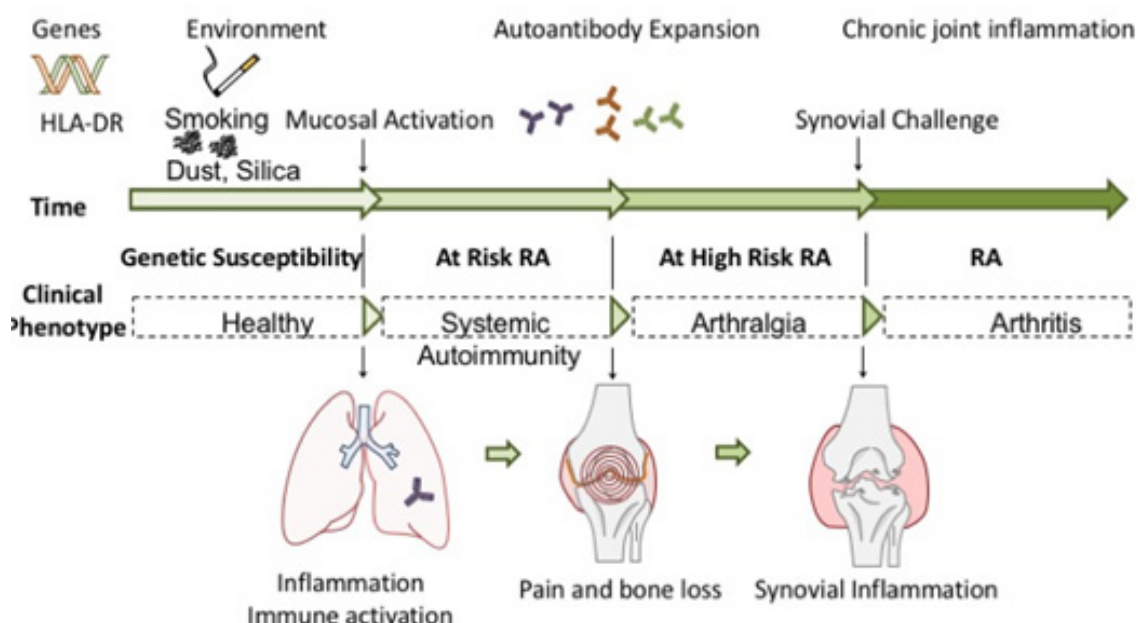 Genes
Environment
Autoantibody Expansion
Chronic joint inflammation
HLA-DR
Smoking
Mucosal Activation
Synovial Challenge
Dust, Silica
Time
Genetic Susceptibility
At Risk RA
At High Risk RA
RA
Clinical
Phenotype
Healthy
Systemic
Autoimmunity
Arthralgia
Arthritis
Inflammation
Immune activation
Pain and bone loss
Synovial Inflammation